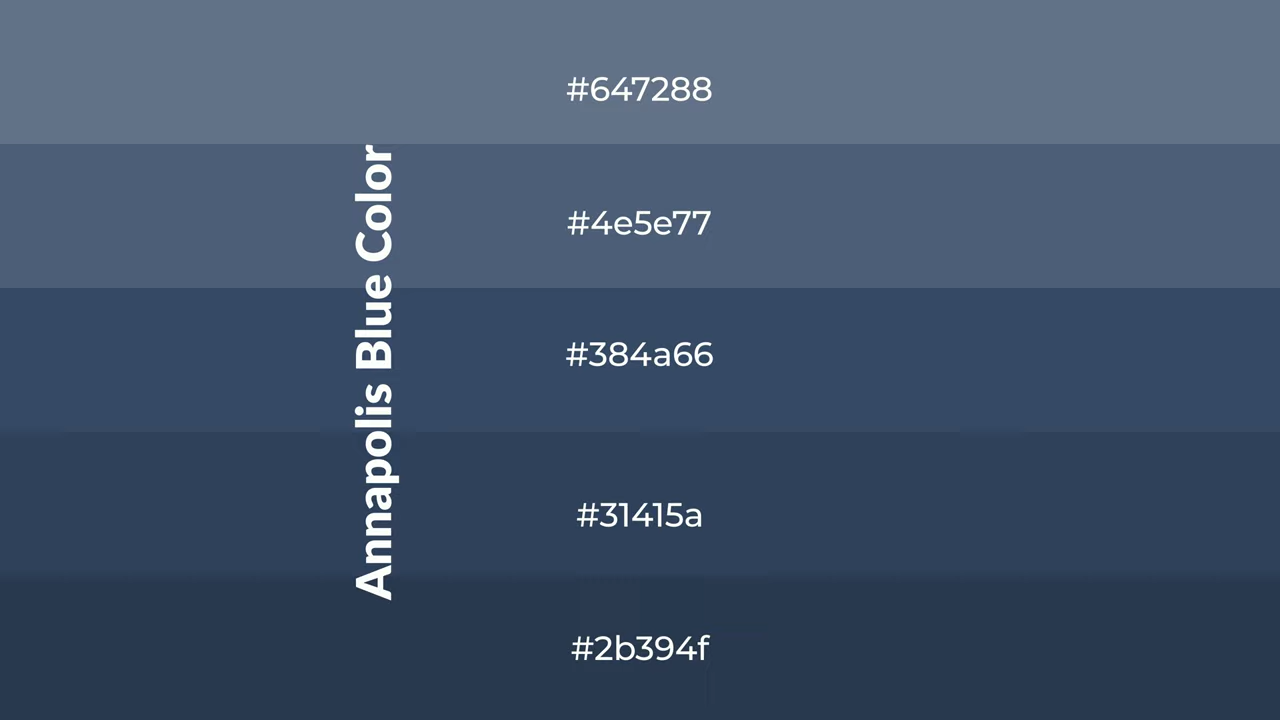 Annapolis Blue Color
#647288
#4e5e77
#384a66
#31415a
#2b394f